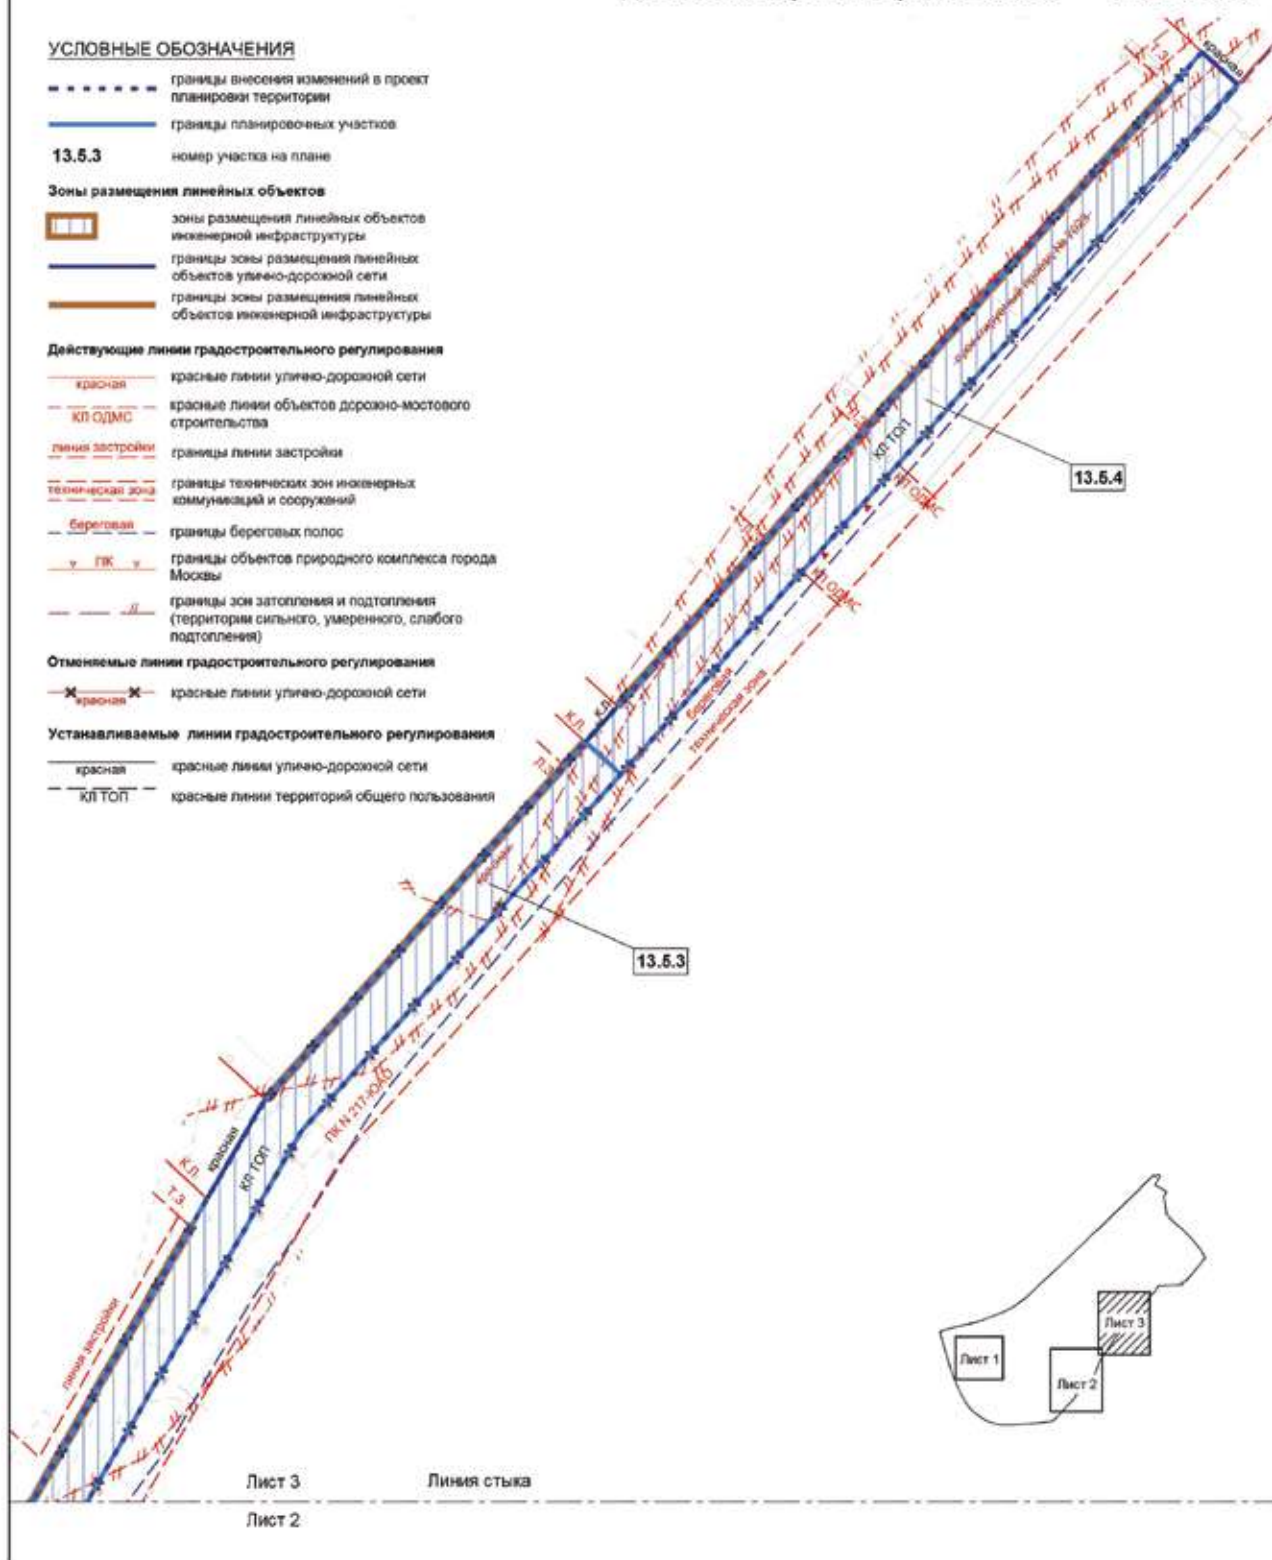 УСЛОВНЫЕ ОБОЗНАЧЕНИЯ
границы внесения изменений в проект
планировки территории
границы планировочных участков
13.5.3
номер участка на плане
Зоны размещения линейных объектов
зоны размещения линейных объектов
инженерной инфраструктуры
границы зоны размещения линейных
объектов улично-дорожной сети
границы зоны размещения линейных
объектов инженерной инфраструктуры
Действующие линии градостроительного регулирования
красная
красные линии улично-дорожной сети
КЛ ОДМС
красные линии объектов дорожно-мостового
строительства
линия застройки
границы линии застройки
техническая зона
границы технических зон инженерных
коммуникаций и сооружений
береговая
границы береговых полос
ПК
границы объектов природного комплекса города
Москвы
границы зон затопления и подтопления
(территории сильного, умеренного, слабого
подтопления)
Отменяемые линии градостроительного регулирования
красная
красные линии улично-дорожной сети
Устанавливаемые линии градостроительного регулирования
красная
красные линии улично-дорожной сети
КЛ ТОП
красные линии территорий общего пользования
красная
Т.З.
КЛ ТОП
13.5.4
КЛ ОДМС
КЛ ОДМС
береговая
техническая зона
К.Л.
К.Л.
красная
13.5.3
ПК N 217-ЮАО
красная
КЛ ТОП
К.Л.
Т.З.
линия застройки
Лист 3
Лист 1
Лист 2
Лист 3
Линия стыка
Лист 2